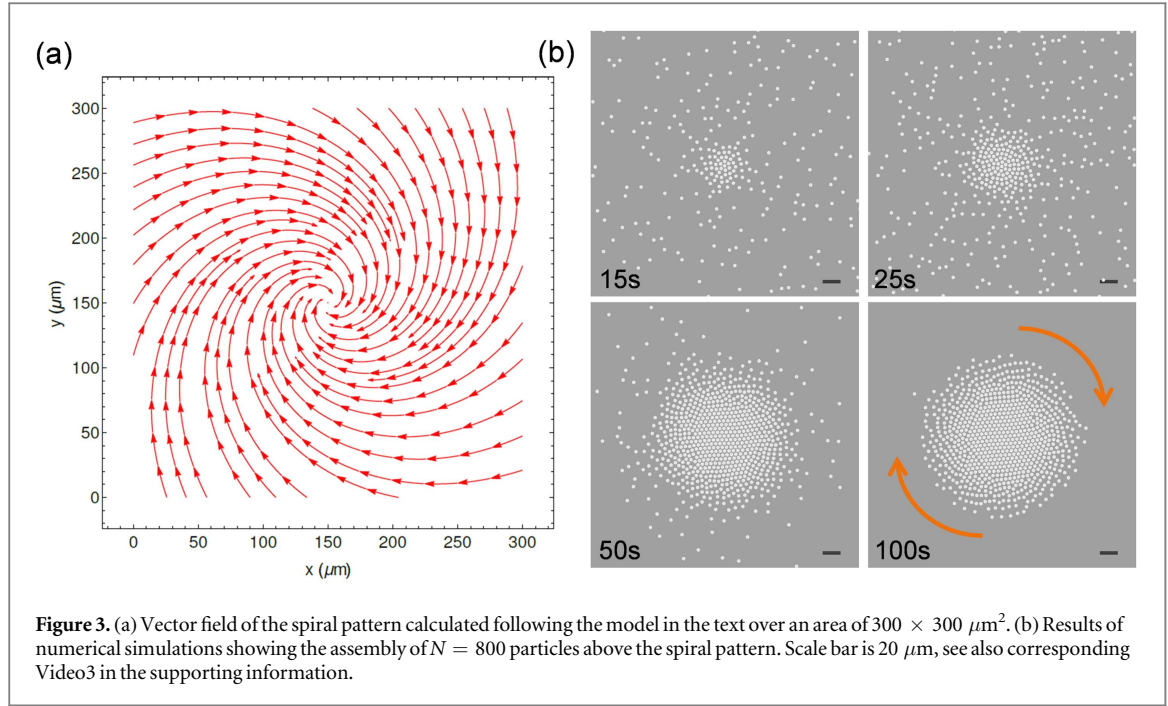 (a)
300
250
200
150
100
50
0
y (μm)
0 50 100 150 200 250 300
x (μm)
(b)
15s
25s
50s
100s
Figure 3. (a) Vector field of the spiral pattern calculated following the model in the text over an area of 300 × 300 μm². (b) Results of
numerical simulations showing the assembly of N = 800 particles above the spiral pattern. Scale bar is 20 μm, see also corresponding
Video3 in the supporting information.